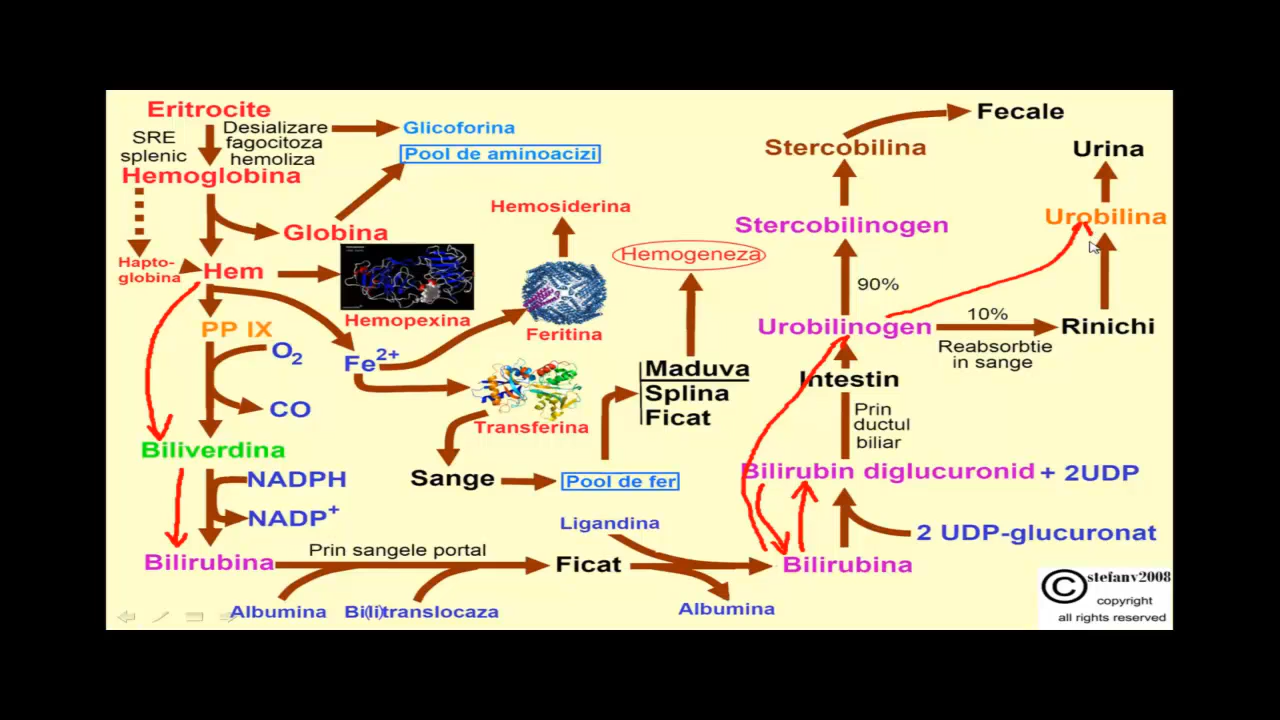 Eritrocite
SRE
splenic
Desializare
fagocitoza
hemoliza
Glicoforina
Pool de aminoacizi
Hemoglobina
Globina
Hapto-
globina
Hem
Hemopexina
Hemosiderina
Feritina
PP IX
O2
CO
Fe2+
Transferina
Hemogeneza
Maduva
Splina
Ficat
Sange
Pool de fer
Biliverdina
NADPH
NADP+
Bilirubina
Prin sangele portal
Albumina
Bi(li)translocaza
Ficat
Ligandina
Albumina
Bilirubina
2 UDP-glucuronat
Bilirubin diglucuronid + 2UDP
Prin
ductul
biliar
Intestin
Urobilinogen
10%
Reabsorbtie
in sange
Rinichi
90%
Stercobilinogen
Stercobilina
Fecale
Urobilina
Urina
© stefanv2008
copyright
all rights reserved